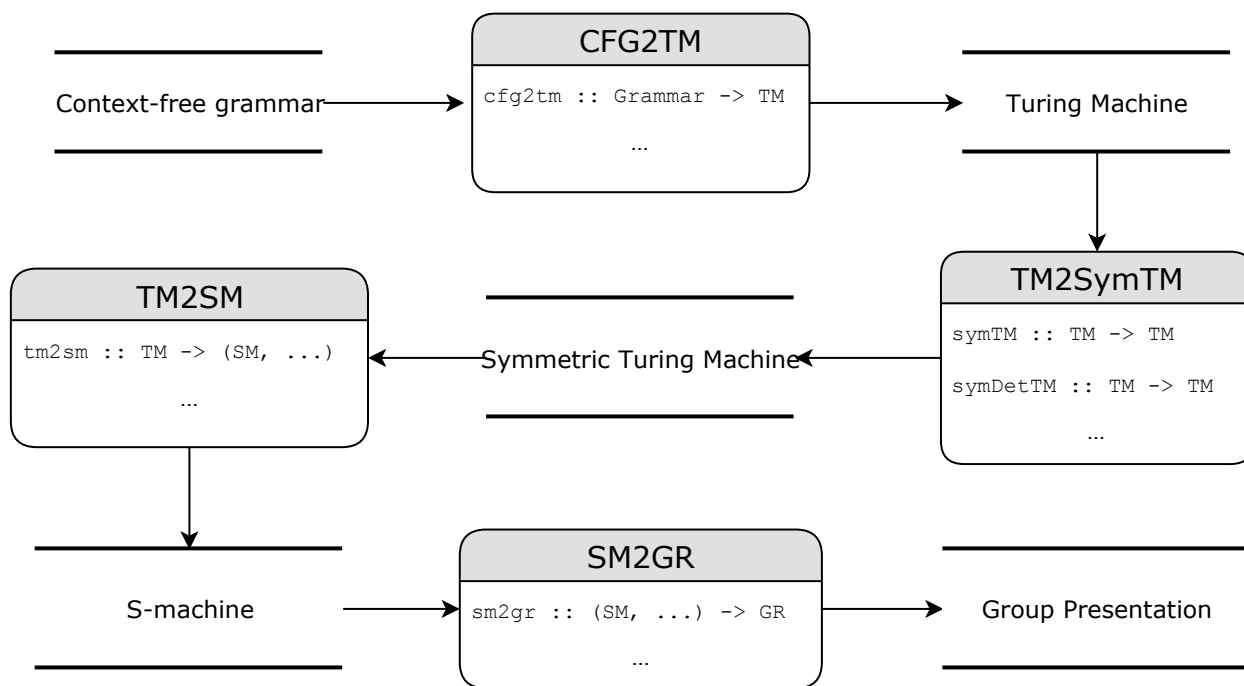 CFG2TM
Context-free grammar
cfg2tm :: Grammar -> TM
...
Turing Machine
TM2SymTM
symTM :: TM -> TM
symDetTM :: TM -> TM
...
Symmetric Turing Machine
TM2SM
tm2sm :: TM -> (SM, ...)
...
S-machine
SM2GR
sm2gr :: (SM, ...) -> GR
...
Group Presentation